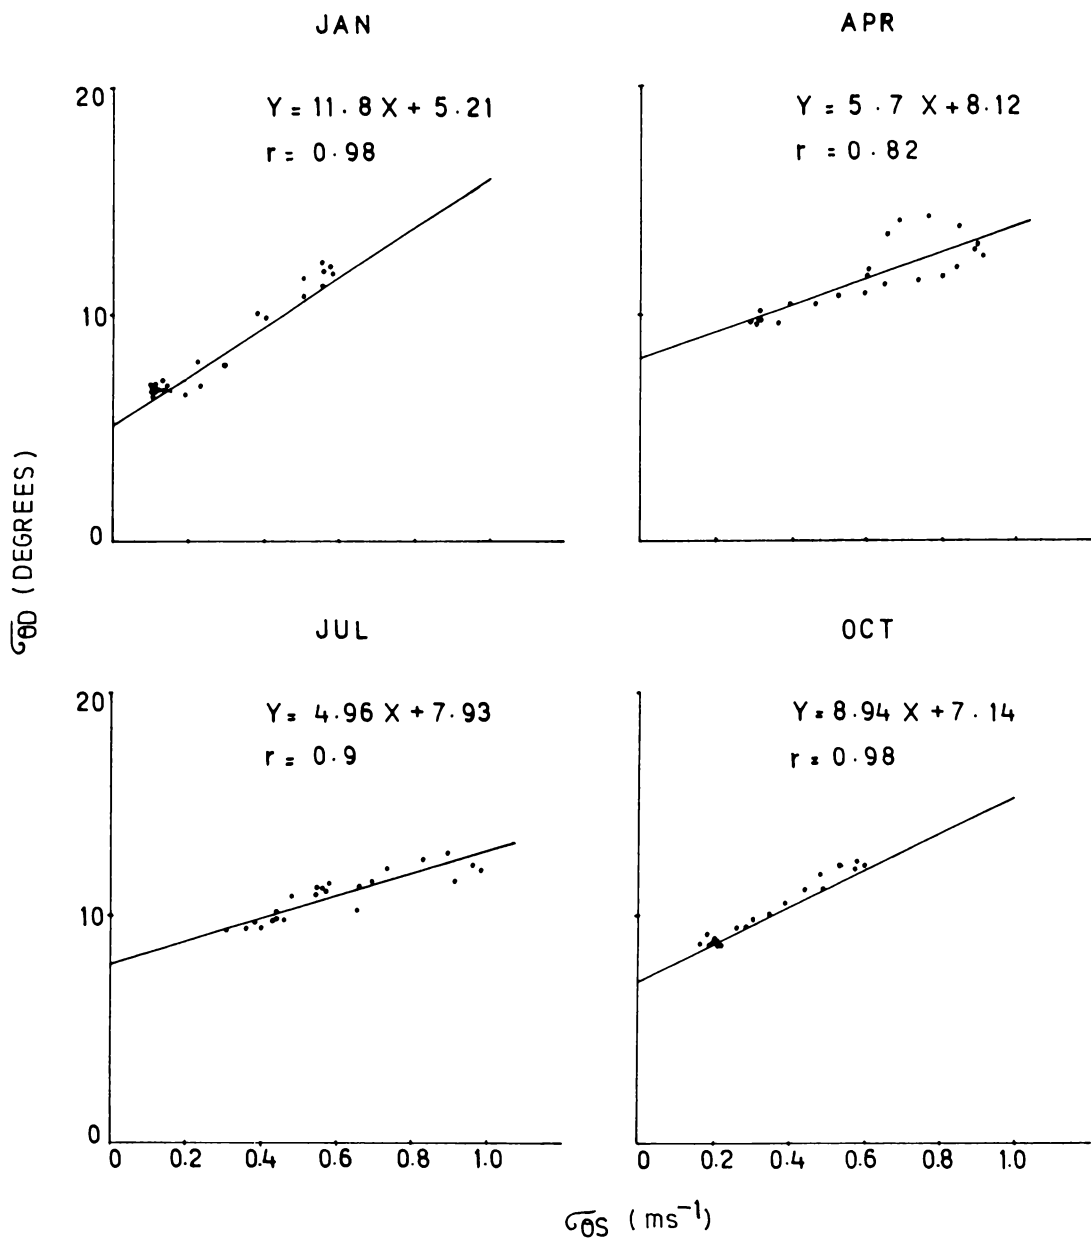 JAN
Y = 11.8 X + 5.21
r = 0.98
20
10
0
APR
Y = 5.7 X + 8.12
r = 0.82
σθD (DEGREES)
JUL
Y = 4.96 X + 7.93
r = 0.9
20
10
0
0 0.2 0.4 0.6 0.8 1.0
OCT
Y = 8.94 X + 7.14
r = 0.98
0 0.2 0.4 0.6 0.8 1.0
σθS (ms⁻¹)